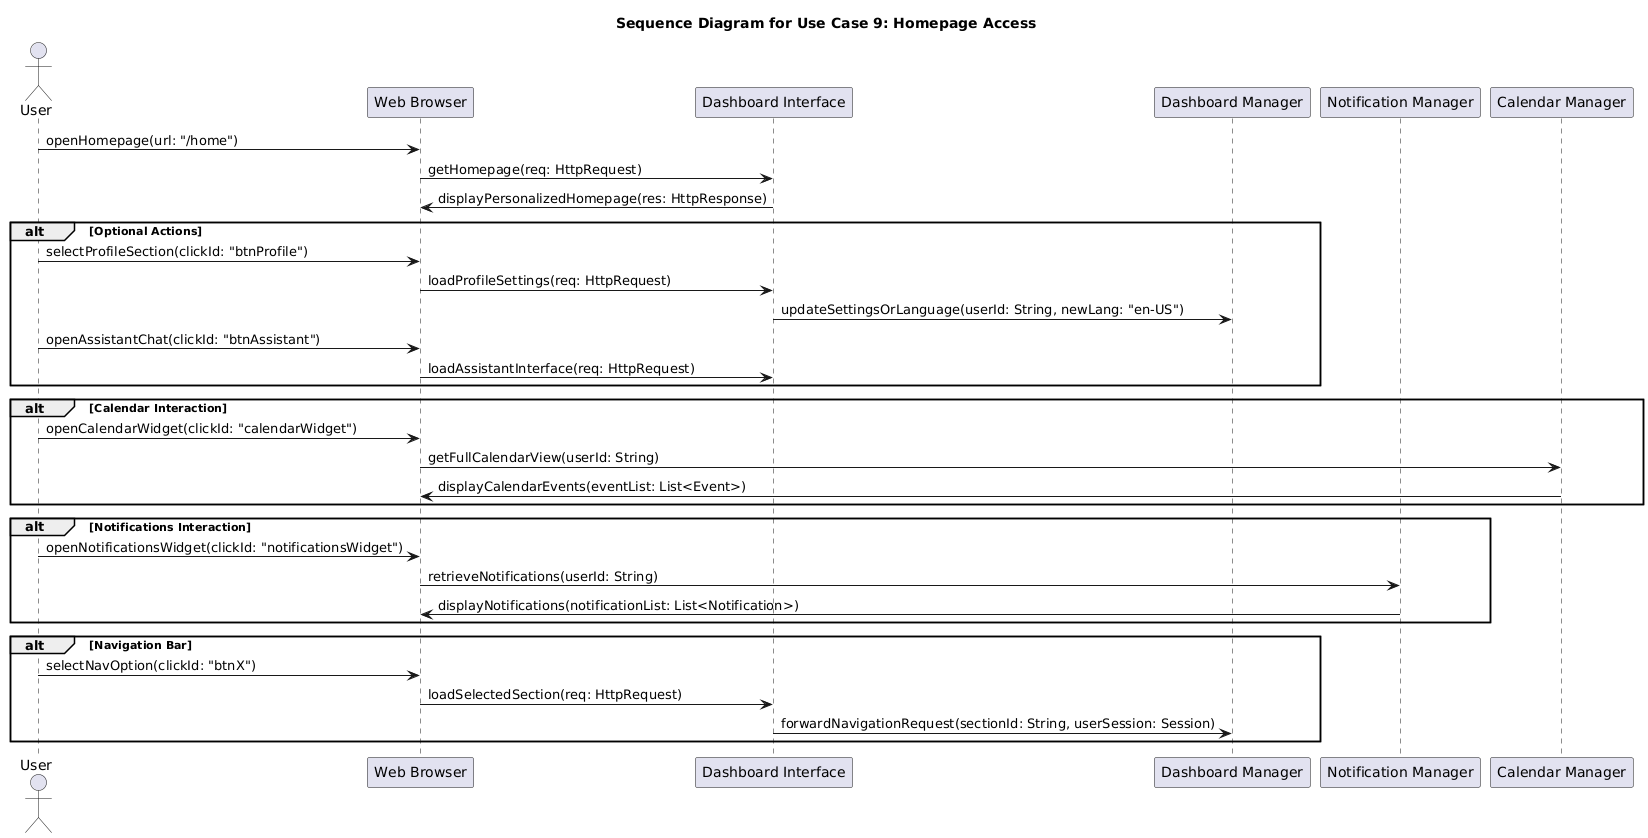 Sequence Diagram for Use Case 9: Homepage Access
User
Web Browser
Dashboard Interface
Dashboard Manager
Notification Manager
Calendar Manager
openHomepage(url: "/home")
getHomepage(req: HttpRequest)
displayPersonalizedHomepage(res: HttpResponse)
alt [Optional Actions]
selectProfileSection(clickId: "btnProfile")
loadProfileSettings(req: HttpRequest)
updateSettingsOrLanguage(userId: String, newLang: "en-US")
openAssistantChat(clickId: "btnAssistant")
loadAssistantInterface(req: HttpRequest)
alt [Calendar Interaction]
openCalendarWidget(clickId: "calendarWidget")
getFullCalendarView(userId: String)
displayCalendarEvents(eventList: List<Event>)
alt [Notifications Interaction]
openNotificationsWidget(clickId: "notificationsWidget")
retrieveNotifications(userId: String)
displayNotifications(notificationList: List<Notification>)
alt [Navigation Bar]
selectNavOption(clickId: "btnX")
loadSelectedSection(req: HttpRequest)
forwardNavigationRequest(sectionId: String, userSession: Session)
User
Web Browser
Dashboard Interface
Dashboard Manager
Notification Manager
Calendar Manager